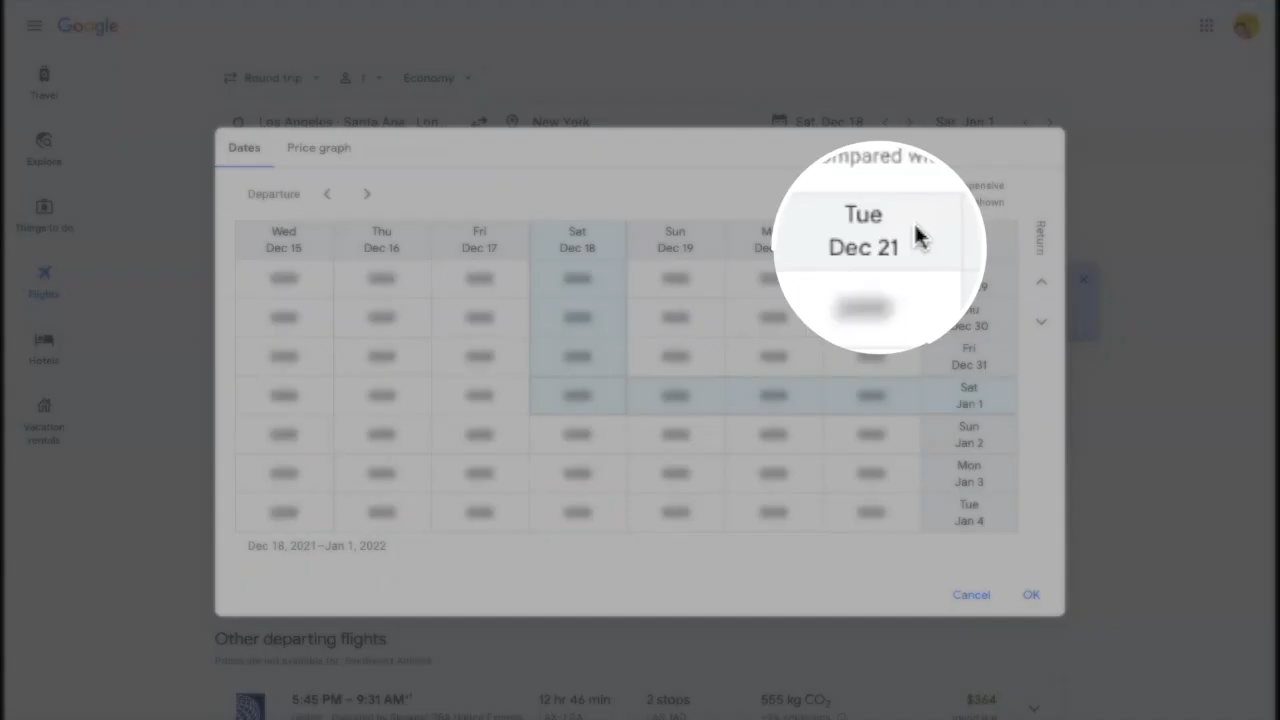 Google
Travel
Round trip
1
Economy
Explore
Los Angeles
Santa Ana
Lon
New York
Sat, Dec 18
Sat, Jan 1
Dates
Price graph
Things to do
Departure
Tue
Dec 21
Return
Wed
Dec 15
Thu
Dec 16
Fri
Dec 17
Sat
Dec 18
Sun
Dec 19
Flights
Dec 30
Fri
Dec 31
Hotels
Sat
Jan 1
Vacation
rentals
Sun
Jan 2
Mon
Jan 3
Tue
Jan 4
Dec 18, 2021–Jan 1, 2022
Cancel
OK
Other departing flights
5:45 PM – 9:31 AM
12 hr 46 min
2 stops
555 kg CO₂
$364